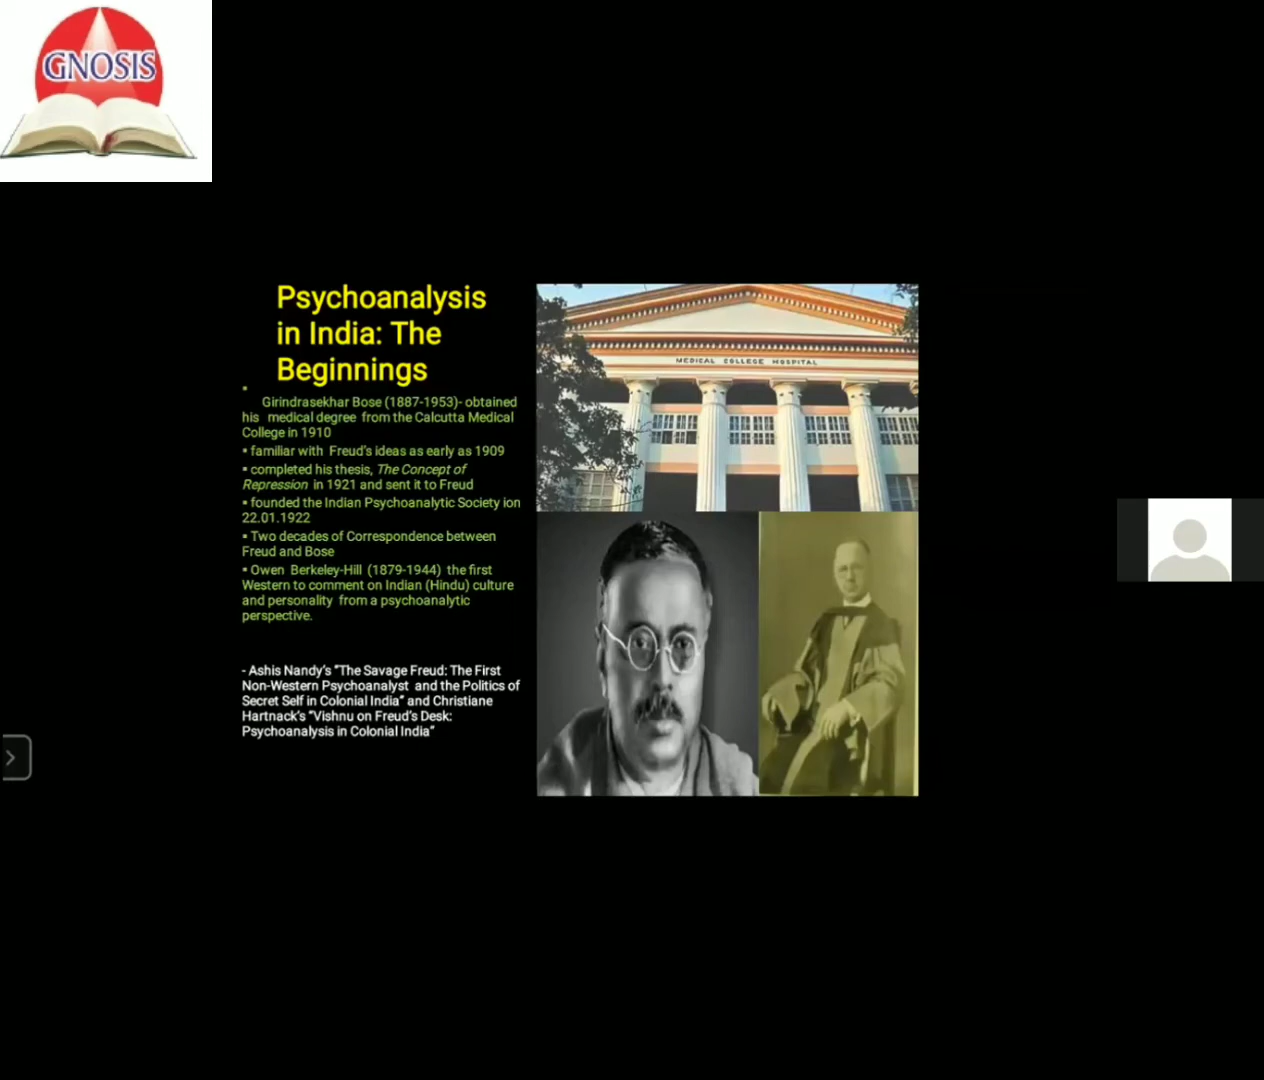 GNOSIS
Psychoanalysis
in India: The
Beginnings
▪
Girindrasekhar Bose (1887-1953)- obtained
his medical degree from the Calcutta Medical
College in 1910
▪ familiar with Freud's ideas as early as 1909
▪ completed his thesis, The Concept of
Repression in 1921 and sent it to Freud
▪ founded the Indian Psychoanalytic Society ion
22.01.1922
▪ Two decades of Correspondence between
Freud and Bose
▪ Owen Berkeley-Hill (1879-1944) the first
Western to comment on Indian (Hindu) culture
and personality from a psychoanalytic
perspective.
- Ashis Nandy's "The Savage Freud: The First
Non-Western Psychoanalyst and the Politics of
Secret Self in Colonial India" and Christiane
Hartnack's "Vishnu on Freud's Desk:
Psychoanalysis in Colonial India"
MEDICAL COLLEGE HOSPITAL